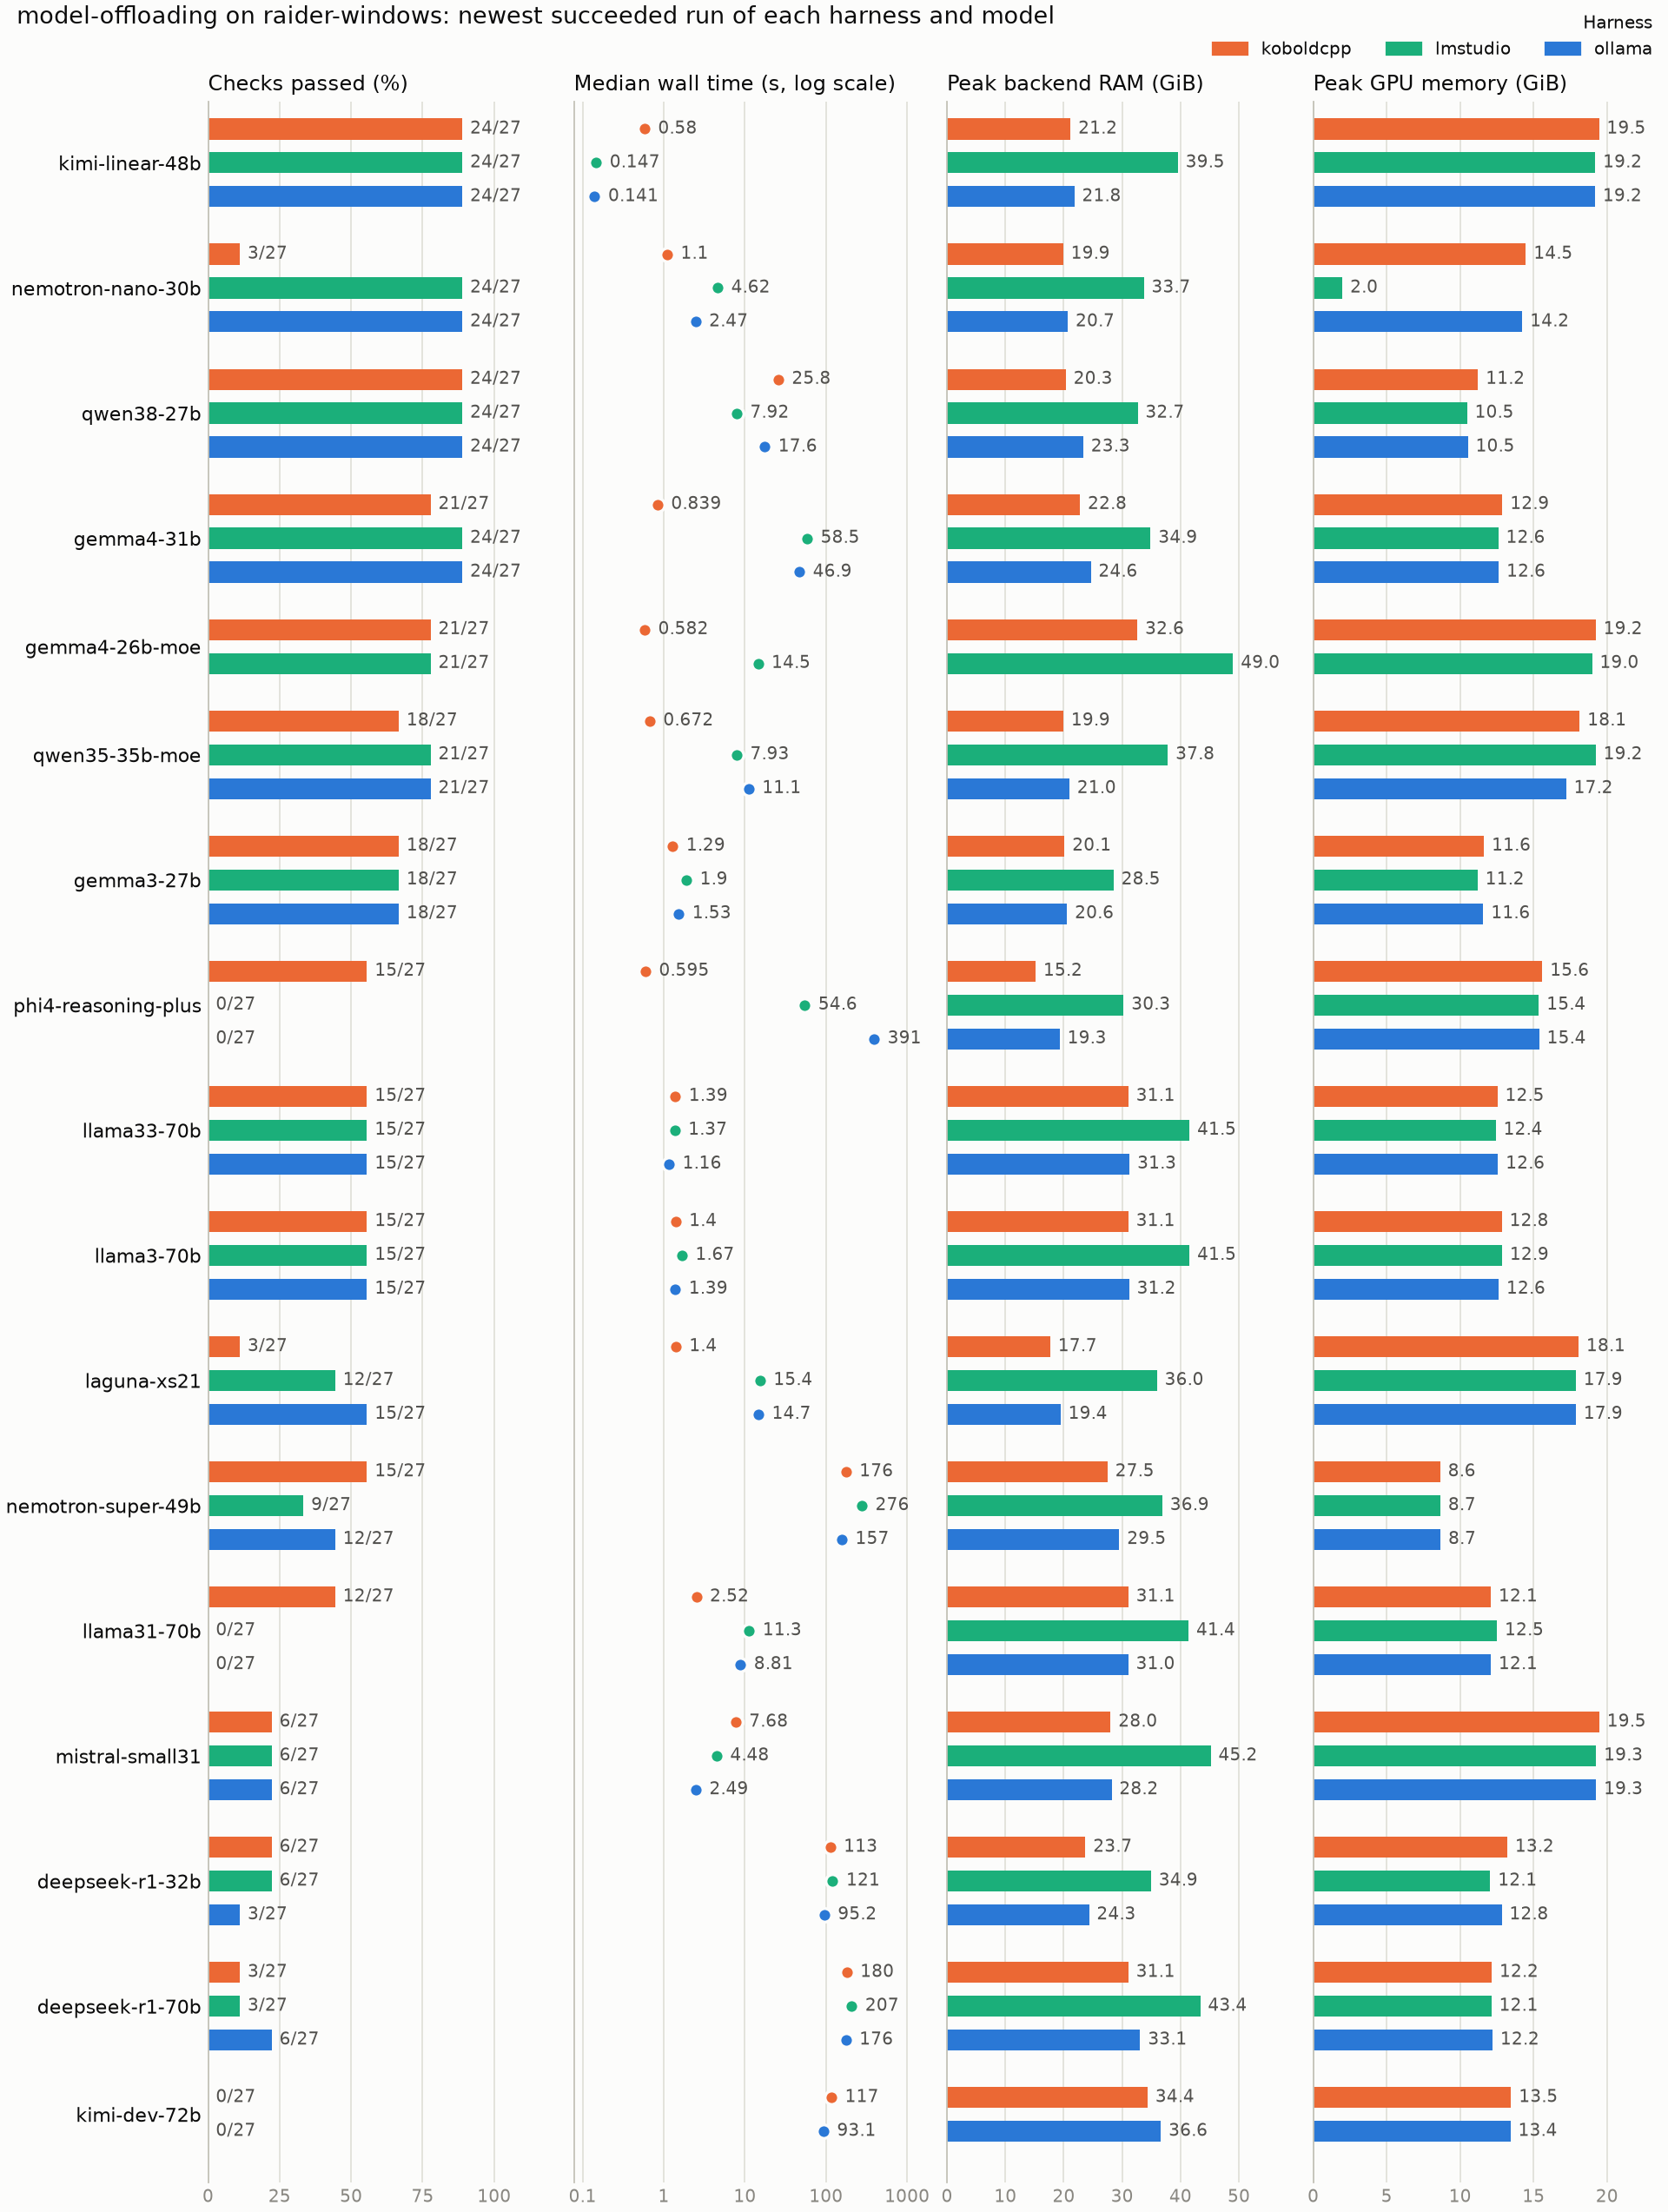 model-offloading on raider-windows: newest succeeded run of each harness and model
Harness
koboldcpp lmstudio ollama
Checks passed (%) Median wall time (s, log scale) Peak backend RAM (GiB) Peak GPU memory (GiB)
24/27 0.58 21.2 19.5
kimi-linear-48b 24/27 0.147 39.5 19.2
24/27 0.141 21.8 19.2
3/27 1.1 19.9 14.5
nemotron-nano-30b 24/27 4.62 33.7 2.0
24/27 2.47 20.7 14.2
24/27 25.8 20.3 11.2
qwen38-27b 24/27 7.92 32.7 10.5
24/27 17.6 23.3 10.5
21/27 0.839 22.8 12.9
gemma4-31b 24/27 58.5 34.9 12.6
24/27 46.9 24.6 12.6
21/27 0.582 32.6 19.2
gemma4-26b-moe
21/27 14.5 49.0 19.0
18/27 0.672 19.9 18.1
qwen35-35b-moe 21/27 7.93 37.8 19.2
21/27 11.1 21.0 17.2
18/27 1.29 20.1 11.6
gemma3-27b 18/27 1.9 28.5 11.2
18/27 1.53 20.6 11.6
15/27 0.595 15.2 15.6
phi4-reasoning-plus 0/27 54.6 30.3 15.4
0/27 391 19.3 15.4
15/27 1.39 31.1 12.5
llama33-70b 15/27 1.37 41.5 12.4
15/27 1.16 31.3 12.6
15/27 1.4 31.1 12.8
llama3-70b 15/27 1.67 41.5 12.9
15/27 1.39 31.2 12.6
3/27 1.4 17.7 18.1
laguna-xs21 12/27 15.4 36.0 17.9
15/27 14.7 19.4 17.9
15/27 176 27.5 8.6
nemotron-super-49b 9/27 276 36.9 8.7
12/27 157 29.5 8.7
12/27 2.52 31.1 12.1
llama31-70b 0/27 11.3 41.4 12.5
0/27 8.81 31.0 12.1
6/27 7.68 28.0 19.5
mistral-small31 6/27 4.48 45.2 19.3
6/27 2.49 28.2 19.3
6/27 113 23.7 13.2
deepseek-r1-32b 6/27 121 34.9 12.1
3/27 95.2 24.3 12.8
3/27 180 31.1 12.2
deepseek-r1-70b 3/27 207 43.4 12.1
6/27 176 33.1 12.2
0/27 117 34.4 13.5
kimi-dev-72b
0/27 93.1 36.6 13.4
0 25 50 75 100 0.1 1 10 100 1000 0 10 20 30 40 50 0 5 10 15 20